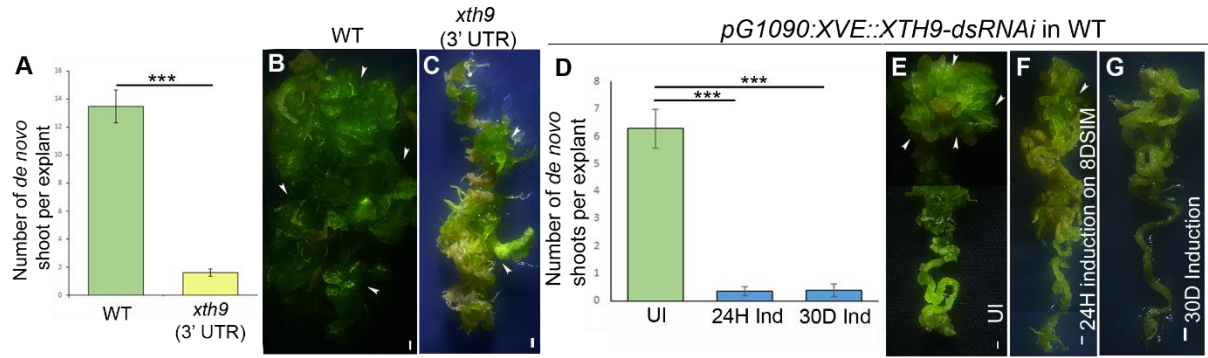 WT
xth9
(3' UTR)
pG1090:XVE::XTH9-dsRNAi in WT
A
Number of de novo
shoot per explant
16
14
12
10
8
6
4
2
0
***
WT
xth9
(3' UTR)
B
C
D
Number of de novo
shoots per explant
8
7
6
5
4
3
2
1
0
***
***
UI
24H Ind
30D Ind
E
UI
F
24H induction on 8DSIM
G
30D Induction